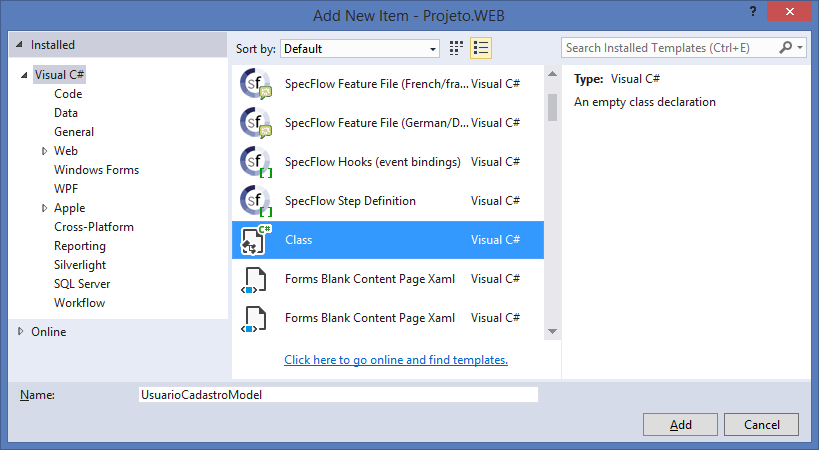 Add New Item - Projeto.WEB
? 
Installed
Sort by: Default
Search Installed Templates (Ctrl+E)
Visual C#
Code
Data
General
Web
Windows Forms
WPF
Apple
Cross-Platform
Reporting
Silverlight
SQL Server
Workflow
Online
sf SpecFlow Feature File (French/fra... Visual C#
sf SpecFlow Feature File (German/D... Visual C#
sf SpecFlow Hooks (event bindings) Visual C#
sf SpecFlow Step Definition Visual C#
C# Class Visual C#
Forms Blank Content Page Xaml Visual C#
Forms Blank Content Page Xaml Visual C#
Click here to go online and find templates.
Type: Visual C#
An empty class declaration
Name: UsuarioCadastroModel
Add Cancel